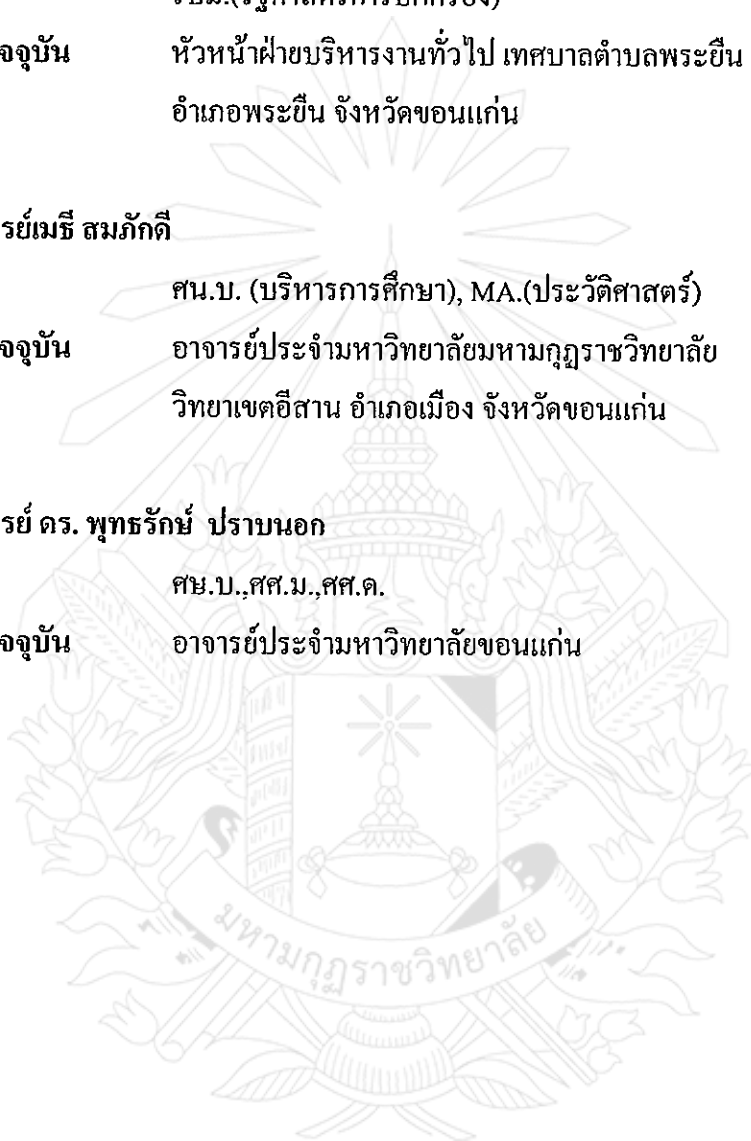 จจุบัน หัวหน้าฝ่ายบริหารงานทั่วไป เทศบาลตำบลพระยืน
อำเภอพระยืน จังหวัดขอนแก่น
รย์เมธี สมภักดี
ศน.บ. (บริหารการศึกษา), MA.(ประวัติศาสตร์)
จจุบัน อาจารย์ประจำมหาวิทยาลัยมหามกุฏราชวิทยาลัย
วิทยาเขตอีสาน อำเภอเมือง จังหวัดขอนแก่น
รย์ ดร. พุทธรักษ์ ปราบนอก
ศษ.บ.,ศศ.ม.,ศศ.ด.
จจุบัน อาจารย์ประจำมหาวิทยาลัยขอนแก่น
มหามกุฏราชวิทยาลัย